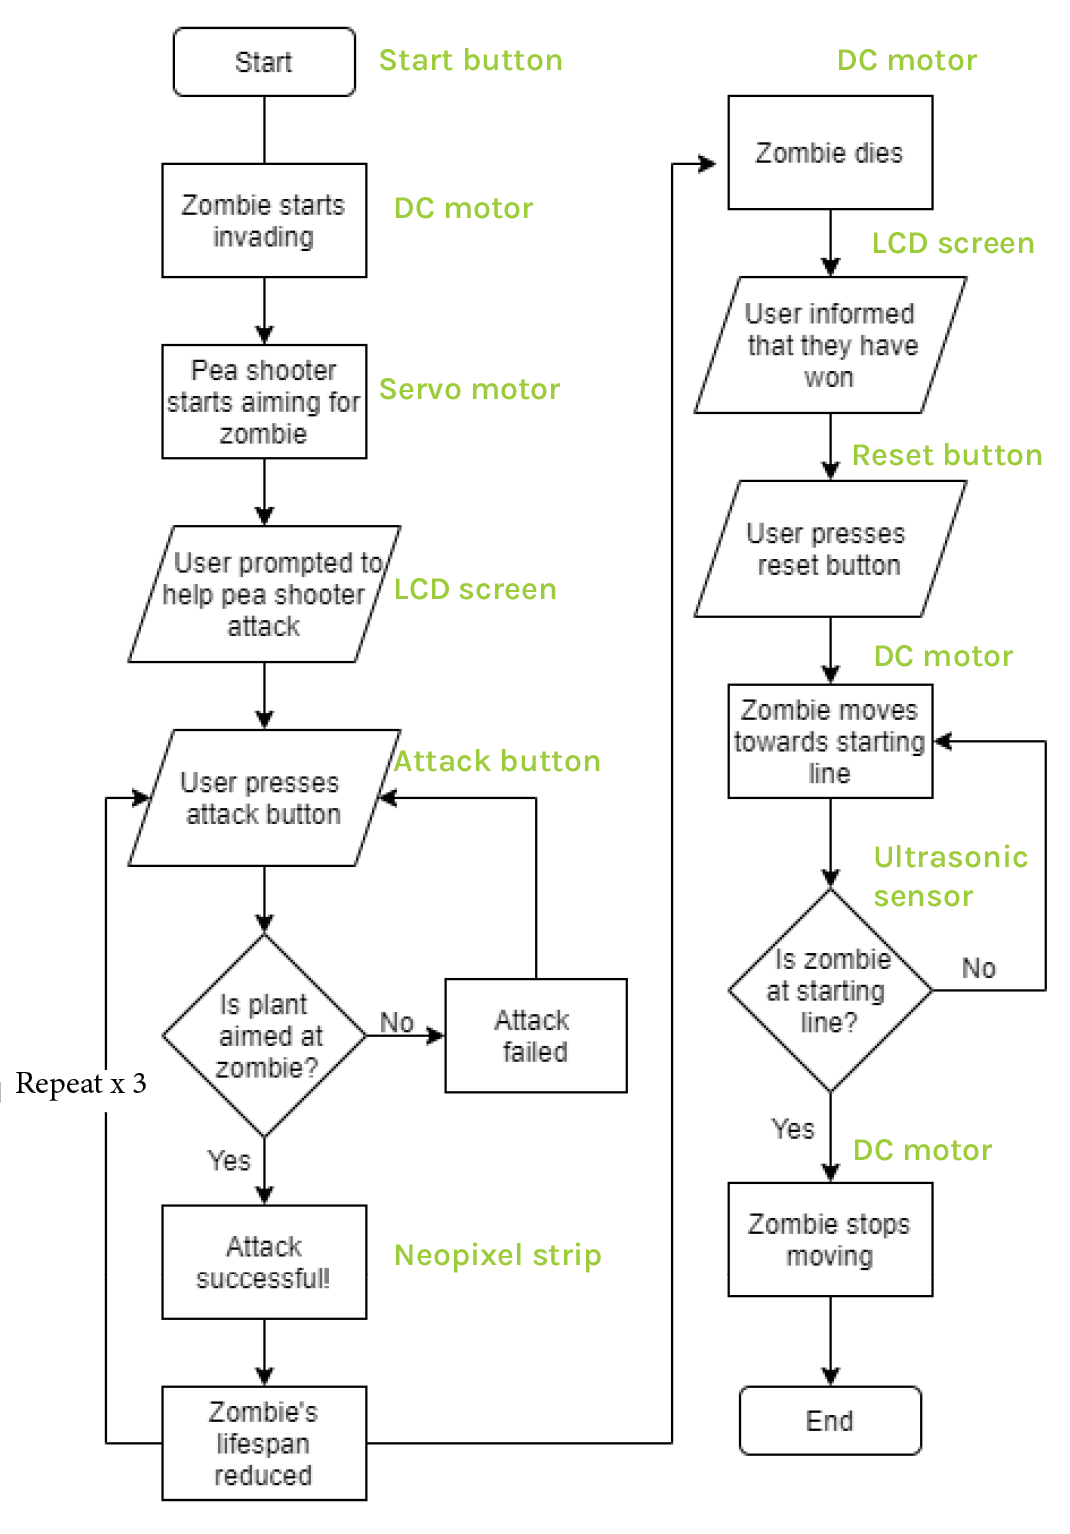 Start
Start button
Zombie starts
invading
DC motor
Pea shooter
starts aiming for
zombie
Servo motor
User prompted to
help pea shooter
attack
LCD screen
User presses
attack button
Attack button
Is plant
aimed at
zombie?
No
Attack
failed
Repeat x 3
Yes
Attack
successful!
Neopixel strip
Zombie's
lifespan
reduced
DC motor
Zombie dies
LCD screen
User informed
that they have
won
Reset button
User presses
reset button
DC motor
Zombie moves
towards starting
line
Ultrasonic
sensor
Is zombie
at starting
line?
No
Yes
DC motor
Zombie stops
moving
End